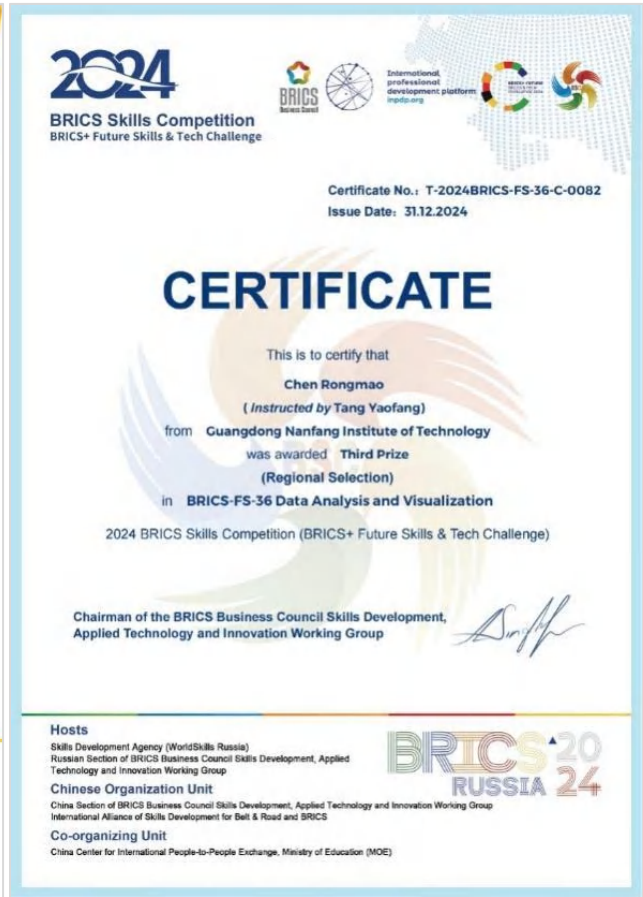 2024
BRICS Skills Competition
BRICS+ Future Skills & Tech Challenge
BRICS
Business Council
International
professional
development platform
inpdp.org
Certificate No.: T-2024BRICS-FS-36-C-0082
Issue Date: 31.12.2024
CERTIFICATE
This is to certify that
Chen Rongmao
(Instructed by Tang Yaofang)
from Guangdong Nanfang Institute of Technology
was awarded Third Prize
(Regional Selection)
in BRICS-FS-36 Data Analysis and Visualization
2024 BRICS Skills Competition (BRICS+ Future Skills & Tech Challenge)
Chairman of the BRICS Business Council Skills Development,
Applied Technology and Innovation Working Group
Hosts
Skills Development Agency (WorldSkills Russia)
Russian Section of BRICS Business Council Skills Development, Applied
Technology and Innovation Working Group
BRICS 20
RUSSIA 24
Chinese Organization Unit
China Section of BRICS Business Council Skills Development, Applied Technology and Innovation Working Group
International Alliance of Skills Development for Belt & Road and BRICS
Co-organizing Unit
China Center for International People-to-People Exchange, Ministry of Education (MOE)